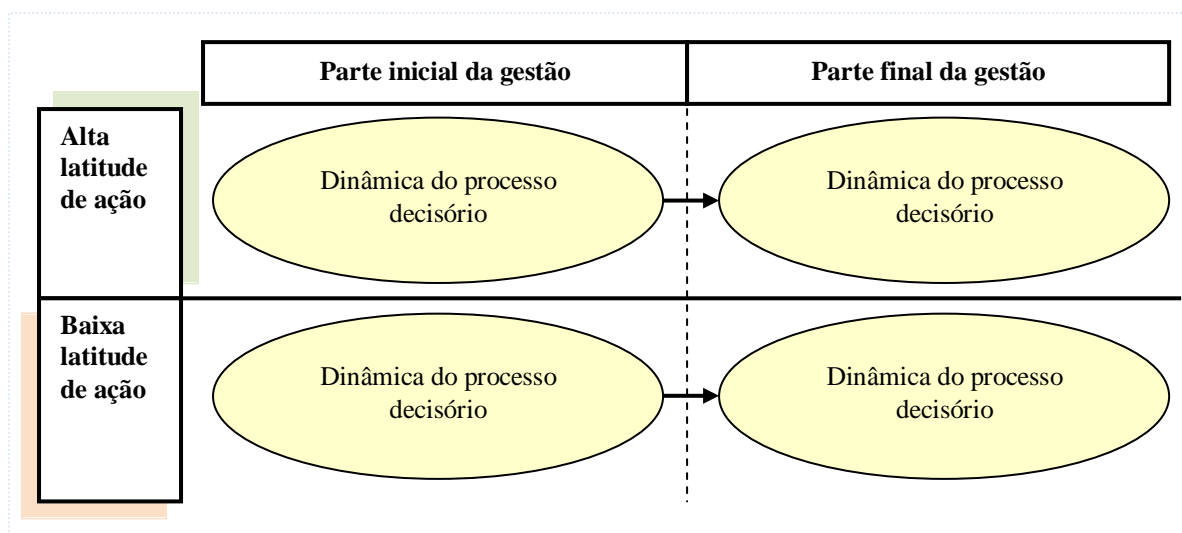 Parte inicial da gestão
Parte final da gestão
Alta
latitude
de ação
Dinâmica do processo
decisório
Dinâmica do processo
decisório
Baixa
latitude
de ação
Dinâmica do processo
decisório
Dinâmica do processo
decisório